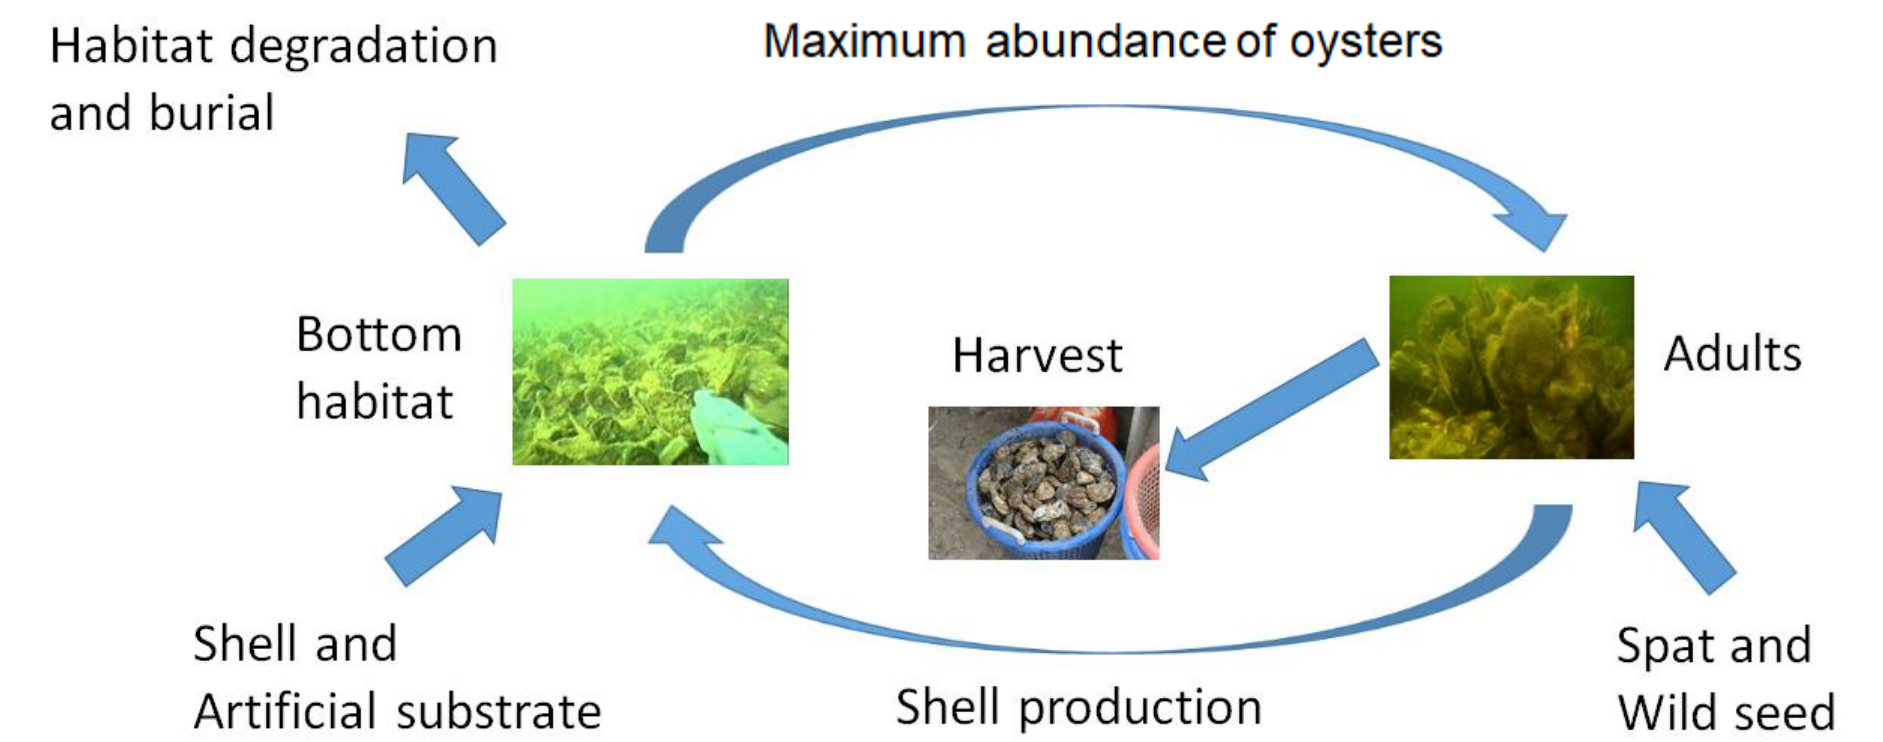 Habitat degradation
and burial
Maximum abundance of oysters
Bottom
habitat
Harvest
Adults
Shell and
Artificial substrate
Shell production
Spat and
Wild seed